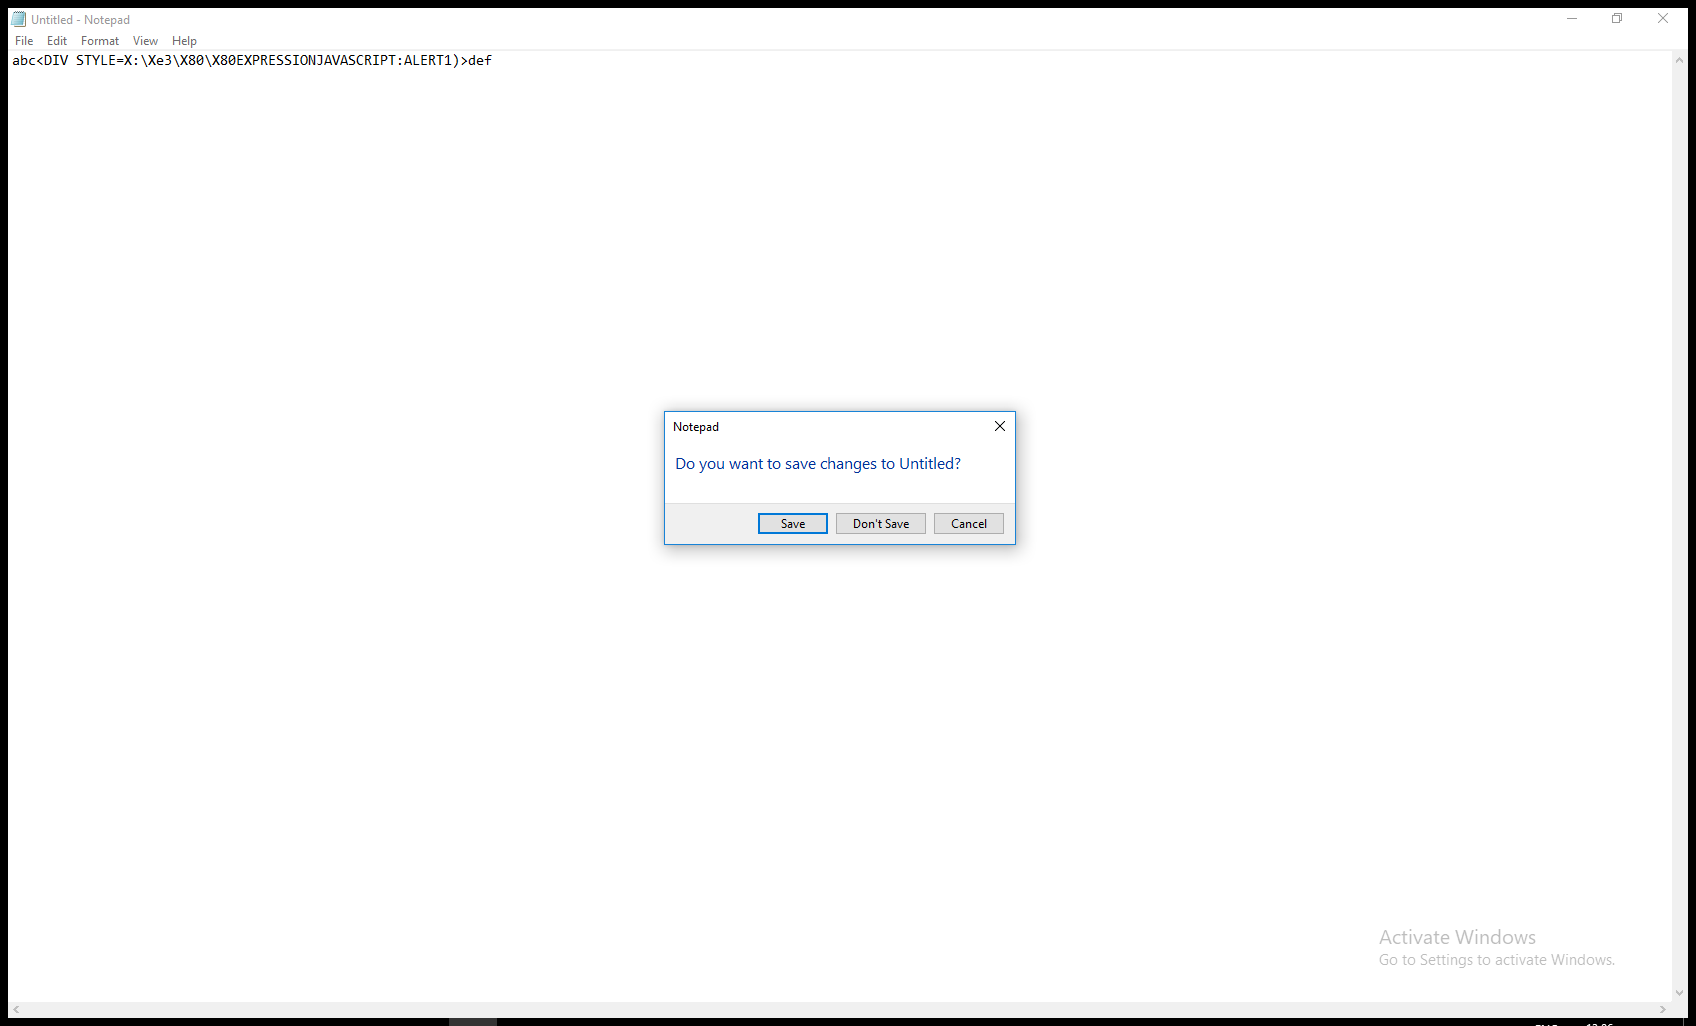 Untitled - Notepad
File Edit Format View Help
abc<DIV STYLE=X:\Xe3\X80\X80EXPRESSIONJAVASCRIPT:ALERT1)>def
Notepad
Do you want to save changes to Untitled?
Save Don't Save Cancel
Activate Windows
Go to Settings to activate Windows.